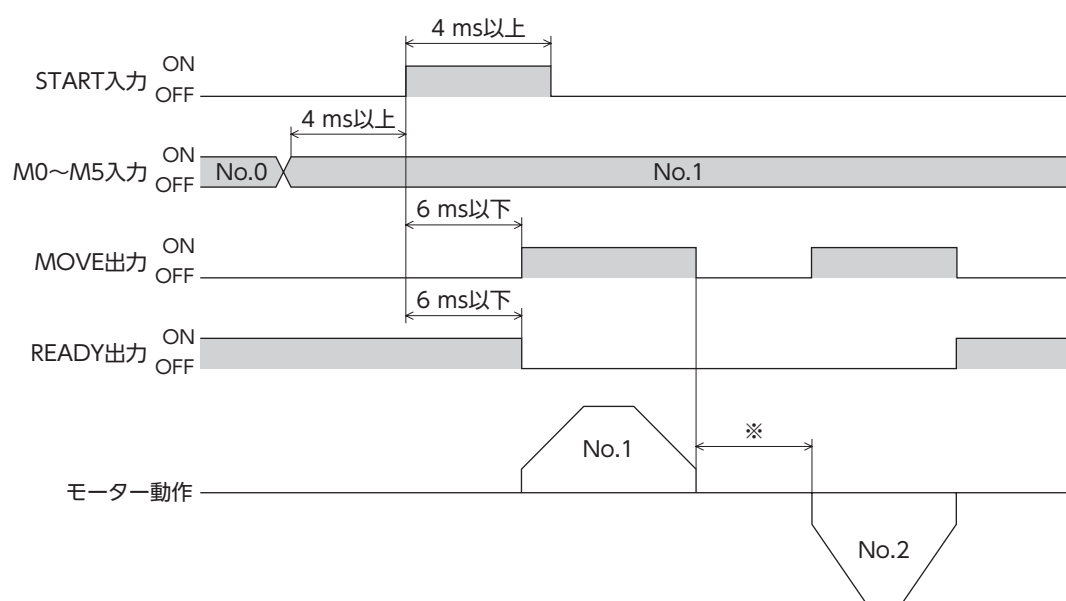 4 ms以上
START入力 ON
OFF
4 ms以上
M0～M5入力 ON
OFF
No.0
No.1
6 ms以下
MOVE出力 ON
OFF
6 ms以下
READY出力 ON
OFF
No.1
※
モーター動作
No.2